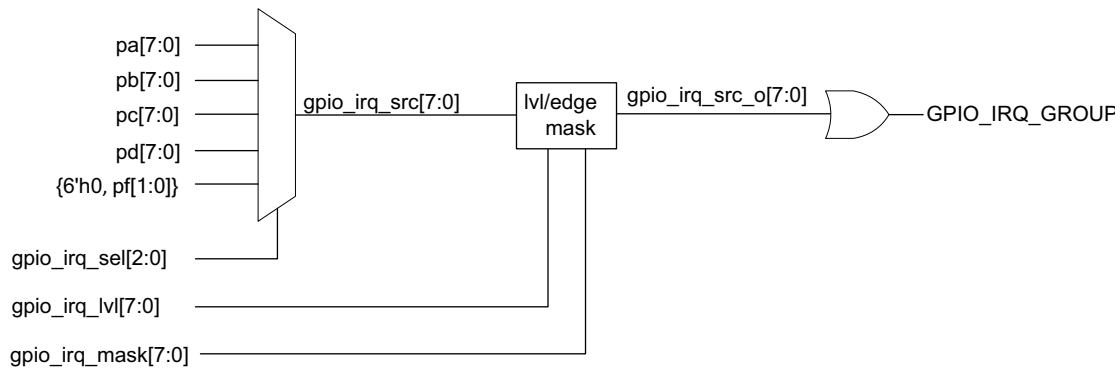 pa[7:0]
pb[7:0]
pc[7:0]
pd[7:0]
{6'h0, pf[1:0]}
gpio_irq_sel[2:0]
gpio_irq_lvl[7:0]
gpio_irq_mask[7:0]
gpio_irq_src[7:0]
lvl/edge
mask
gpio_irq_src_o[7:0]
GPIO_IRQ_GROUP